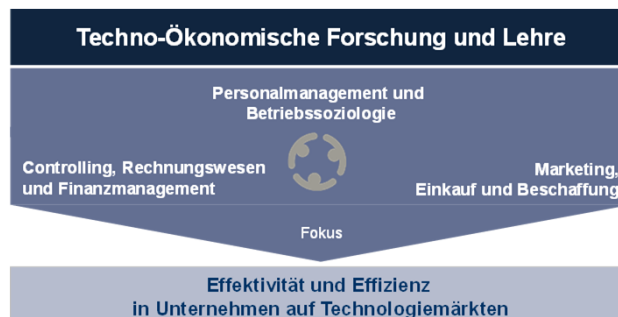 Techno-Ökonomische Forschung und Lehre
Personalmanagement und
Betriebssoziologie
Controlling, Rechnungswesen
und Finanzmanagement
Marketing,
Einkauf und Beschaffung
Fokus
Effektivität und Effizienz
in Unternehmen auf Technologiemärkten